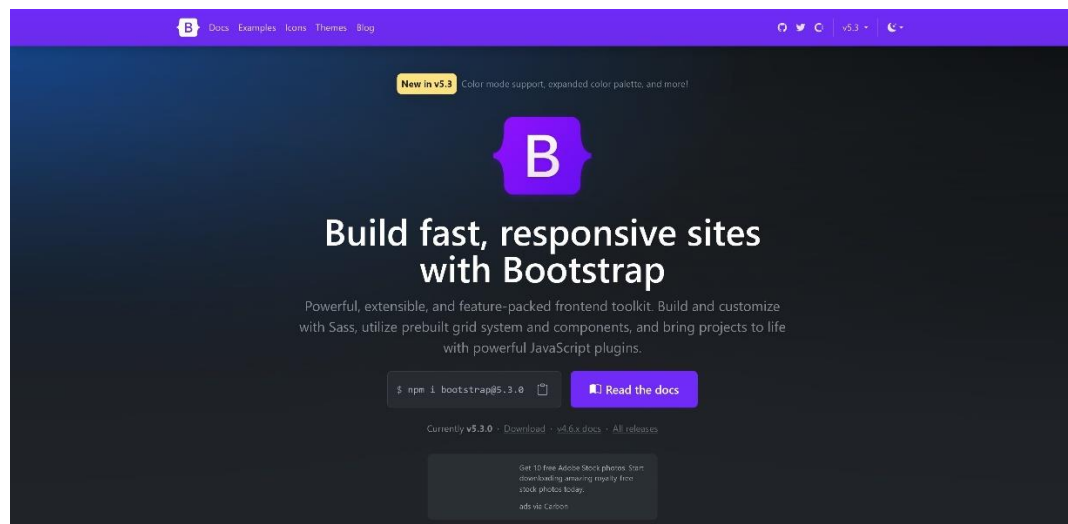 B Docs Examples Icons Themes Blog v5.3
New in v5.3 Color mode support, expanded color palette, and more!
B
Build fast, responsive sites
with Bootstrap
Powerful, extensible, and feature-packed frontend toolkit. Build and customize
with Sass, utilize prebuilt grid system and components, and bring projects to life
with powerful JavaScript plugins.
$ npm i bootstrap@5.3.0 Read the docs
Currently v5.3.0 · Download · v4.6.x docs · All releases
Get 10 free Adobe Stock photos. Start
downloading amazing royalty-free
stock photos today.
ads via Carbon